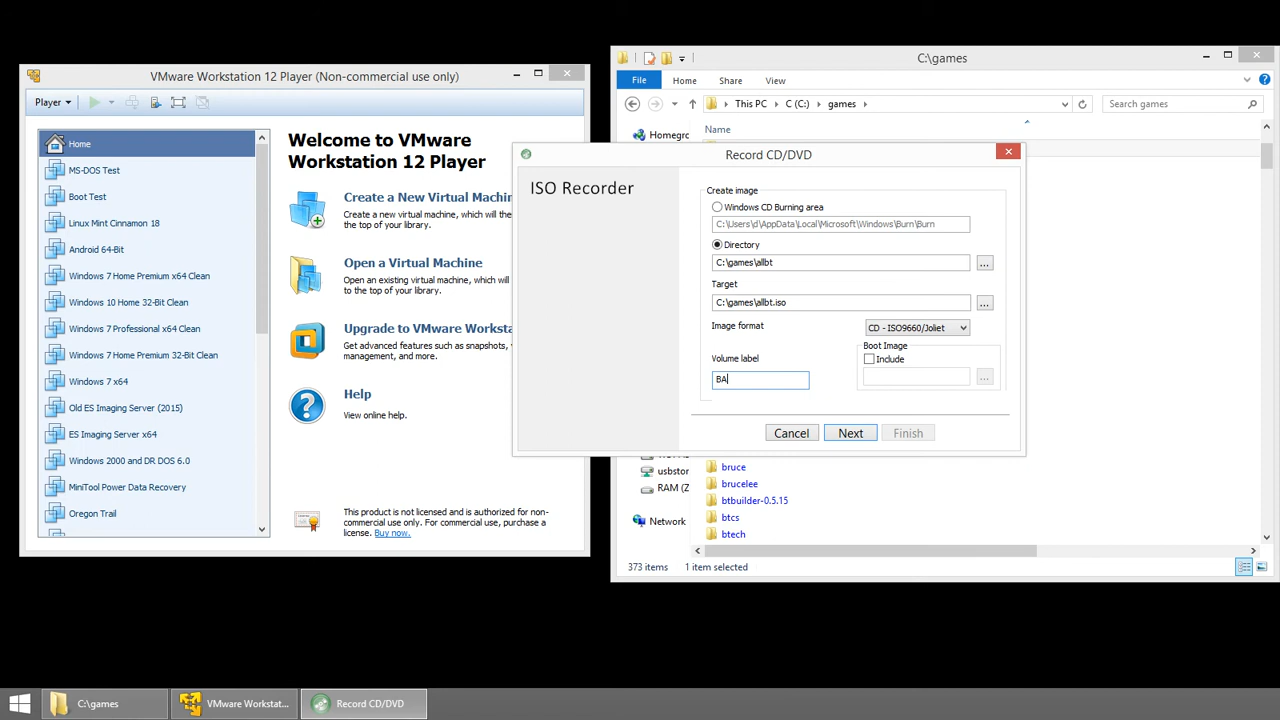 VMware Workstation 12 Player (Non-commercial use only)
Player
Home
MS-DOS Test
Boot Test
Linux Mint Cinnamon 18
Android 64-Bit
Windows 7 Home Premium x64 Clean
Windows 10 Home 32-Bit Clean
Windows 7 Professional x64 Clean
Windows 7 Home Premium 32-Bit Clean
Windows 7 x64
Old ES Imaging Server (2015)
ES Imaging Server x64
Windows 2000 and DR DOS 6.0
MiniTool Power Data Recovery
Oregon Trail
Welcome to VMware
Workstation 12 Player
Create a New Virtual Machin
Create a new virtual machine, which will the
the top of your library.
Open a Virtual Machine
Open an existing virtual machine, which will
to the top of your library.
Upgrade to VMware Workst
Get advanced features such as snapshots,
management, and more.
Help
View online help.
This product is not licensed and is authorized for non-
commercial use only. For commercial use, purchase a
license. Buy now.
C:\games
File Home Share View
This PC C (C:) games
Search games
Homegro
Name
Record CD/DVD
ISO Recorder
Create image
Windows CD Burning area
C:\Users\d\AppData\Local\Microsoft\Windows\Burn\Burn
Directory
C:\games\allbt
...
Target
C:\games\allbt.iso
...
Image format
CD - ISO9660/Joliet
Volume label
BA
Boot Image
Include
...
Cancel Next Finish
usbstor
RAM (Z
Network
bruce
brucelee
btbuilder-0.5.15
btcs
btech
373 items 1 item selected
C:\games
VMware Workstat...
Record CD/DVD